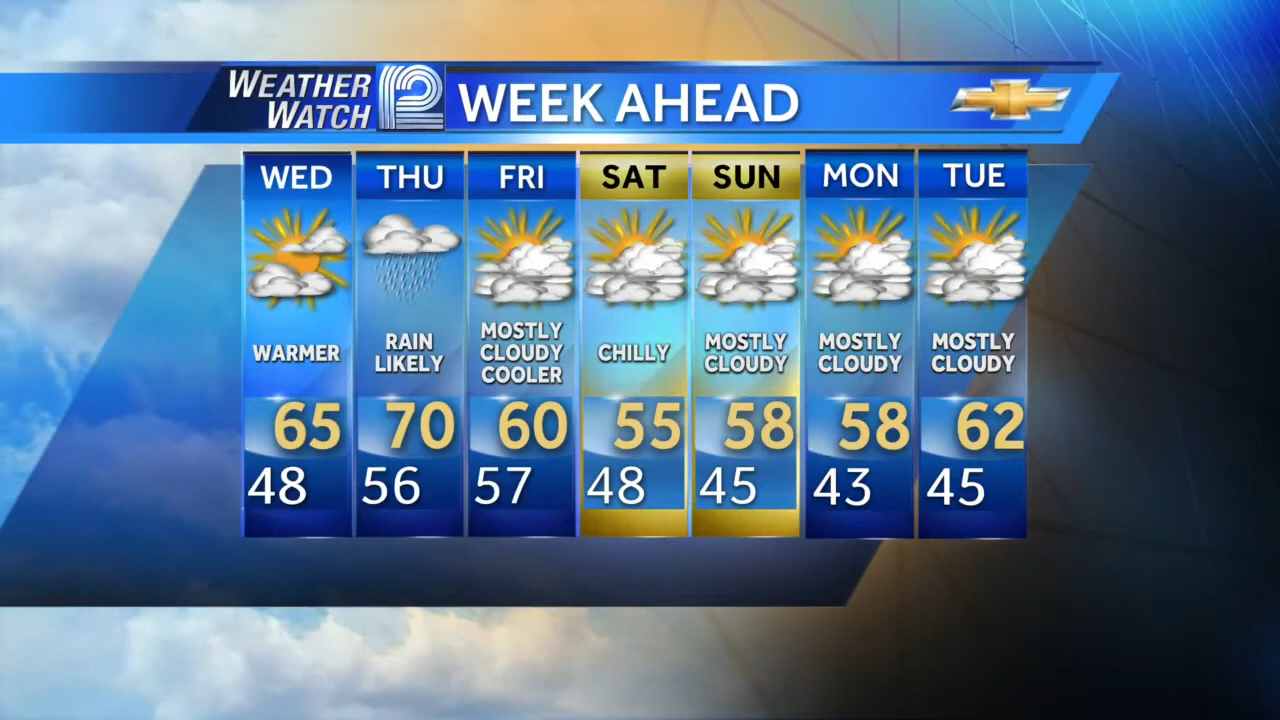 WEATHER
WATCH
12
WEEK AHEAD
WED
THU
FRI
SAT
SUN
MON
TUE
WARMER
RAIN
LIKELY
MOSTLY
CLOUDY
COOLER
CHILLY
MOSTLY
CLOUDY
MOSTLY
CLOUDY
MOSTLY
CLOUDY
65
70
60
55
58
58
62
48
56
57
48
45
43
45